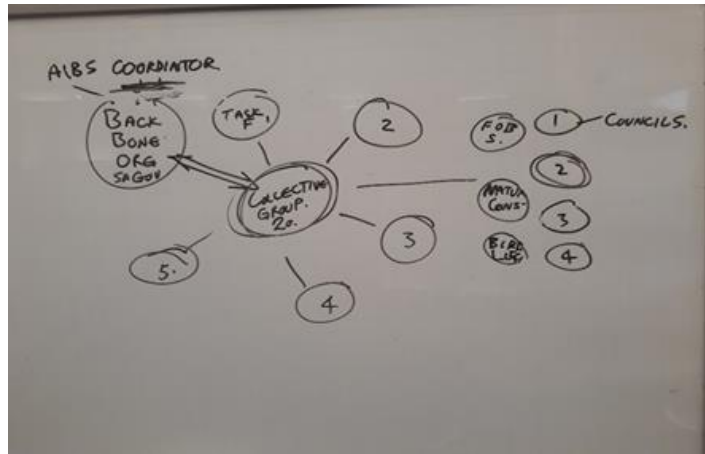 AIBS COORDINATOR
BACK
BONE
ORG
SAGOV
TASK,
F
2
COLLECTIVE
GROUP.
20.
3
4
5.
S.
1
COUNCILS.
2
NATUR
CONS-
3
BIRD
LIFE
4